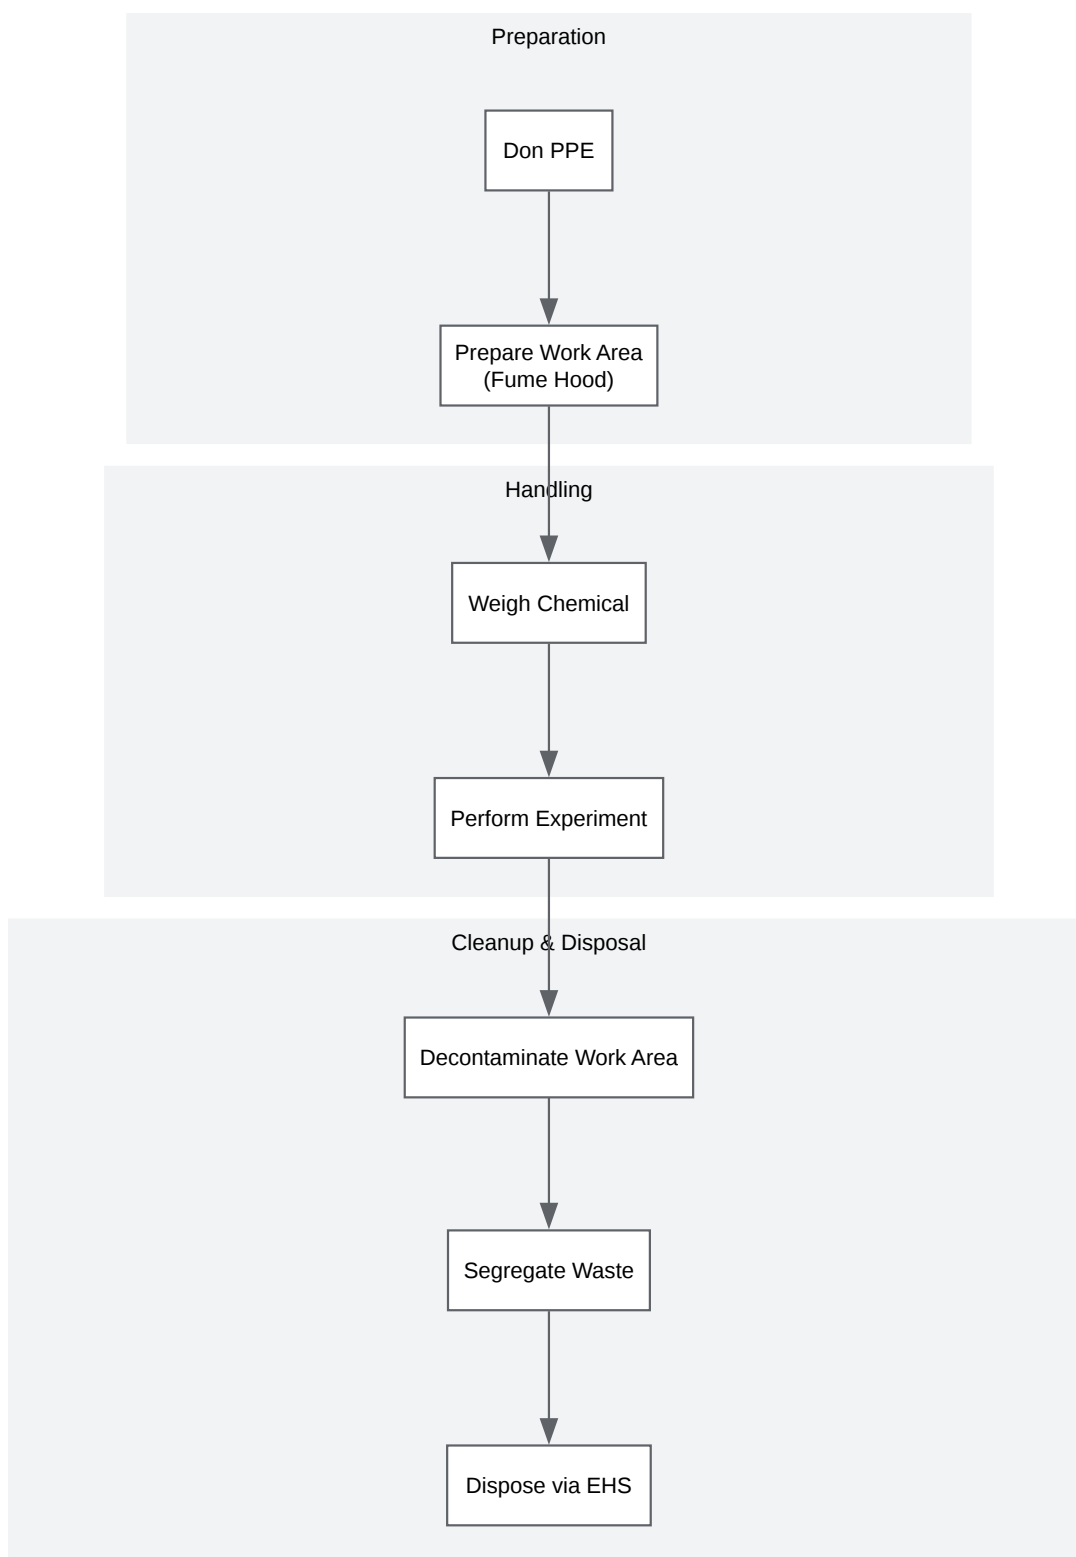 Preparation
Don PPE
Prepare Work Area
(Fume Hood)
Handling
Weigh Chemical
Perform Experiment
Cleanup & Disposal
Decontaminate Work Area
Segregate Waste
Dispose via EHS